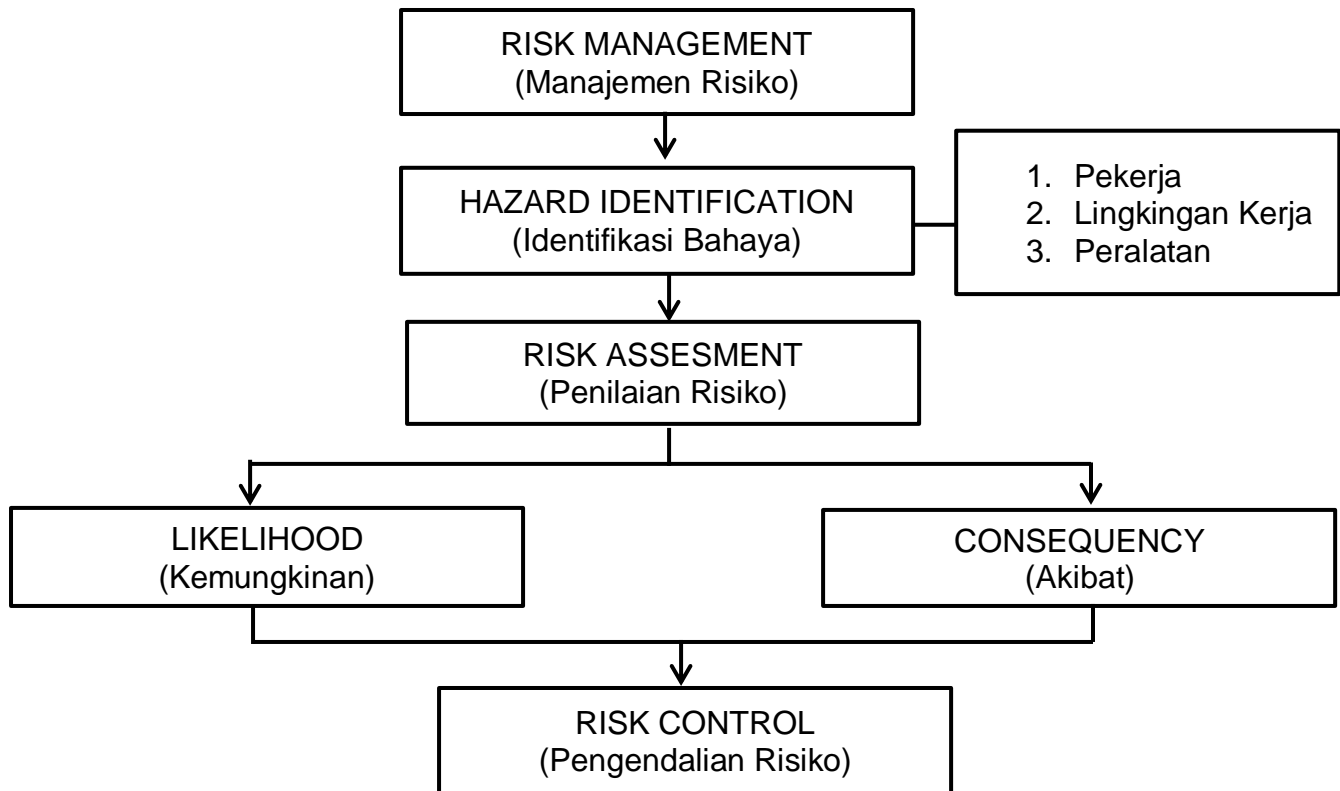 RISK MANAGEMENT
(Manajemen Risiko)
HAZARD IDENTIFICATION
(Identifikasi Bahaya)
1. Pekerja
2. Lingkingan Kerja
3. Peralatan
RISK ASSESMENT
(Penilaian Risiko)
LIKELIHOOD
(Kemungkinan)
CONSEQUENCY
(Akibat)
RISK CONTROL
(Pengendalian Risiko)